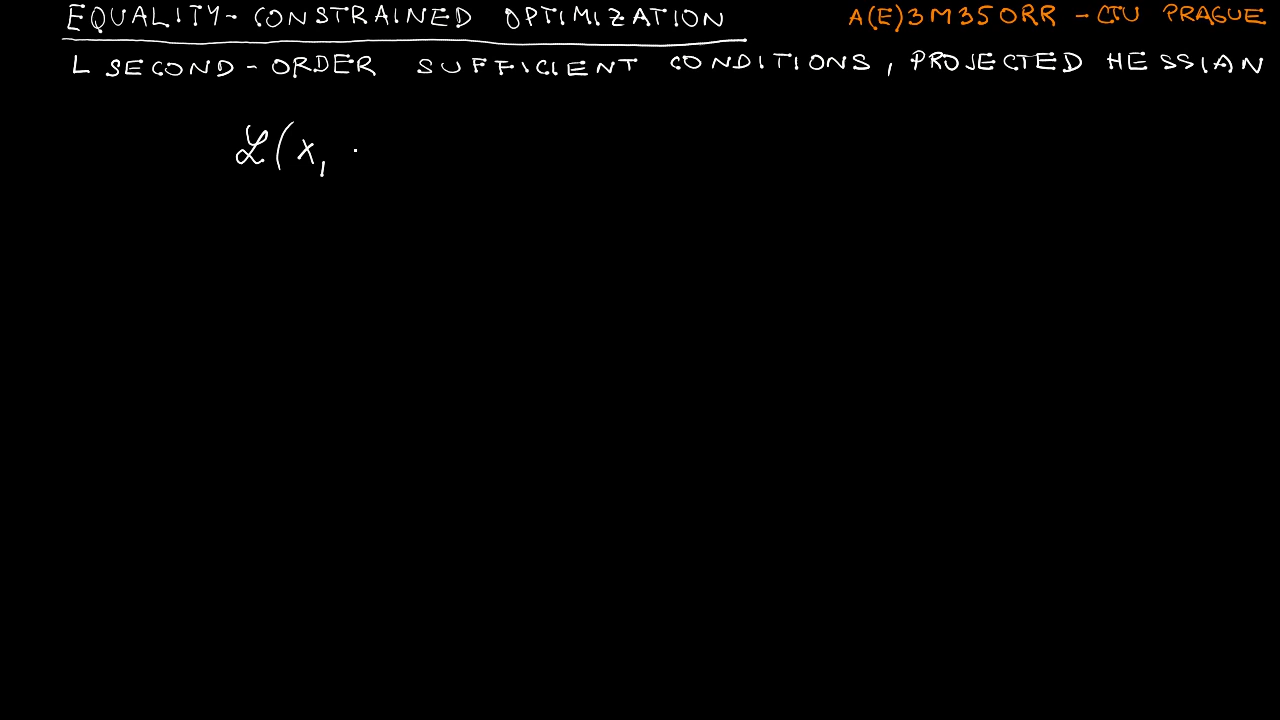 EQUALITY-CONSTRAINED OPTIMIZATION A(E)3M35ORR - CTU PRAGUE
L SECOND-ORDER SUFFICIENT CONDITIONS, PROJECTED HESSIAN
ℒ(x,